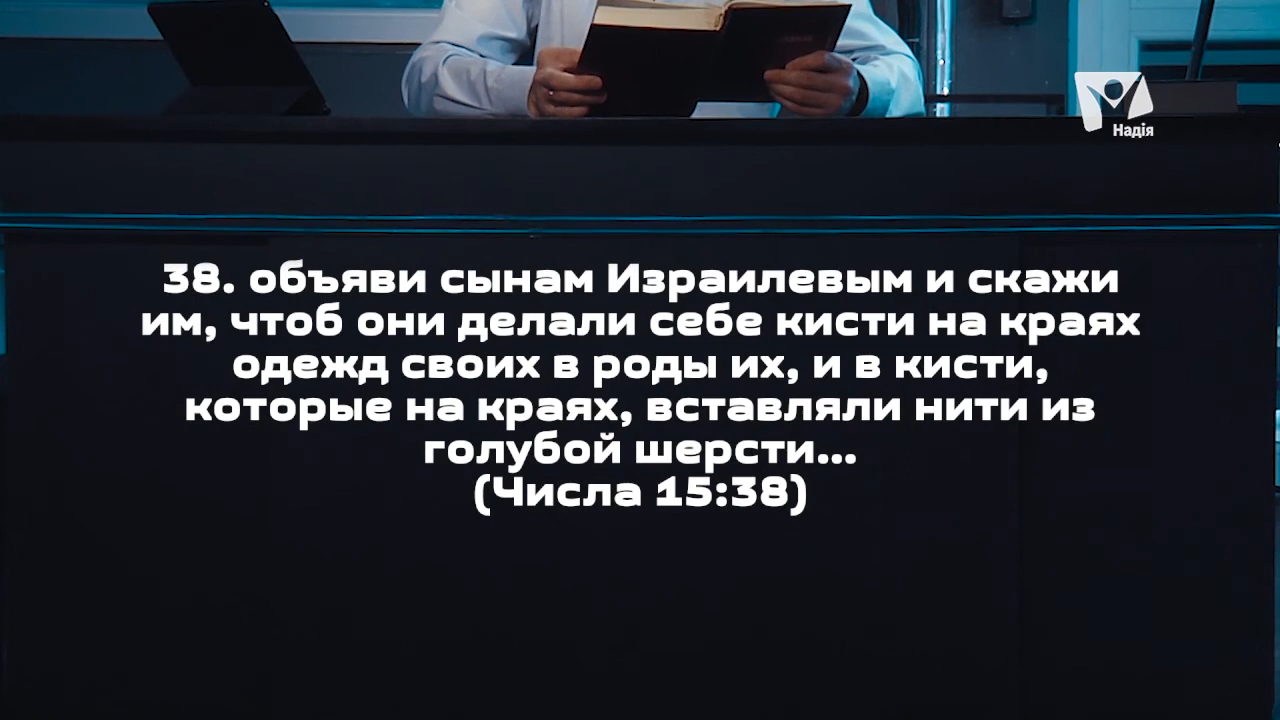 Надія
38. объяви сынам Израилевым и скажи
им, чтоб они делали себе кисти на краях
одежд своих в роды их, и в кисти,
которые на краях, вставляли нити из
голубой шерсти...
(Числа 15:38)